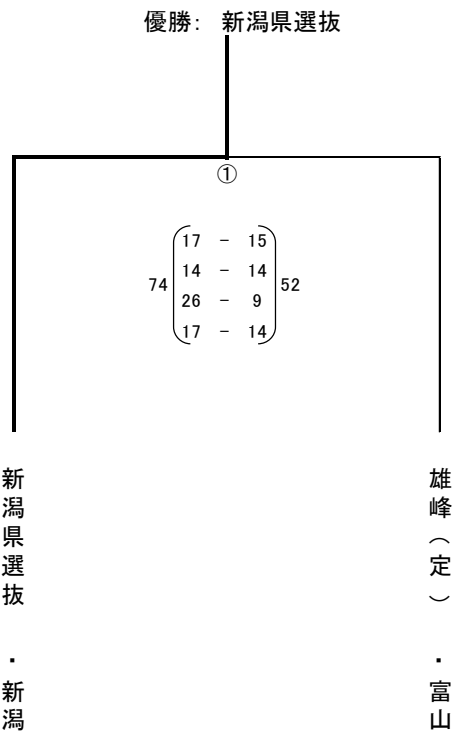 優勝： 新潟県選抜
①
17 － 15
14 － 14
74 52
26 － 9
17 － 14
新潟県選抜 ・ 新潟
雄峰（定） ・ 富山